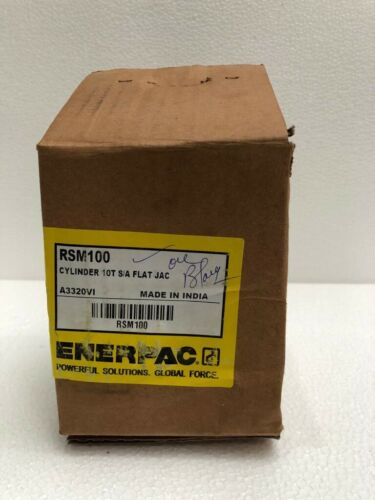 RSM100
CYLINDER 10T S/A FLAT JAC
A3320VI MADE IN INDIA
RSM100
ENERPAC
POWERFUL SOLUTIONS. GLOBAL FORCE.